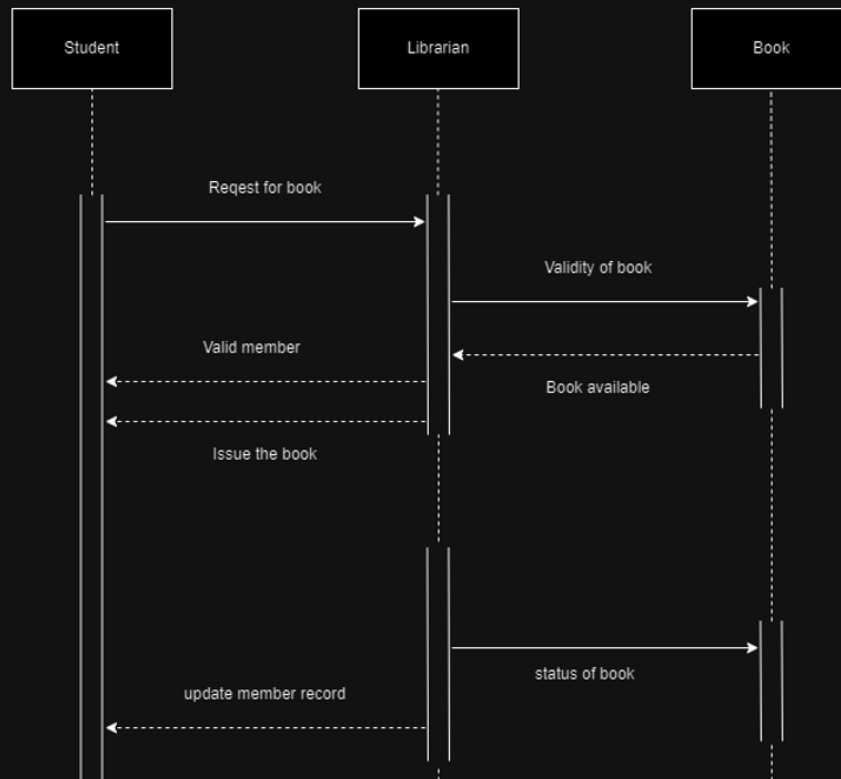 Student
Librarian
Book
Reqest for book
Validity of book
Valid member
Book available
Issue the book
status of book
update member record